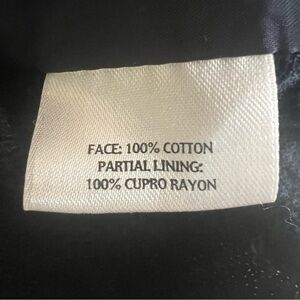 FACE: 100% COTTON
PARTIAL LINING:
100% CUPRO RAYON